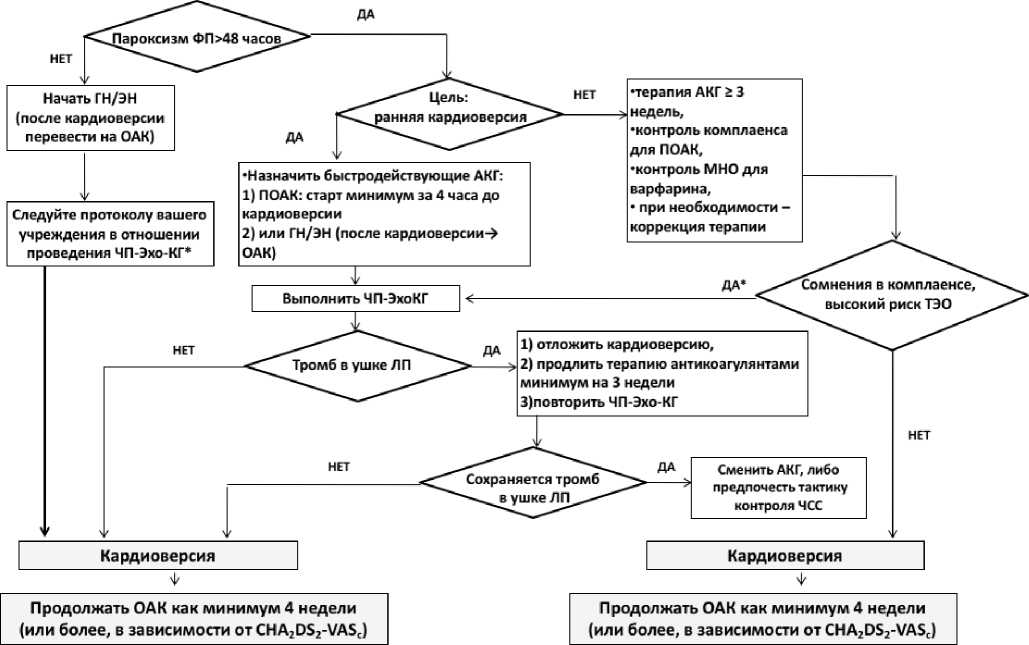 ДА
Пароксизм ФП>48 часов
НЕТ
Начать ГН/ЭН
(после кардиоверсии
перевести на ОАК)
Цель:
ранняя кардиоверсия
НЕТ
ДА
•терапия АКГ ≥ 3
недель,
•контроль комплаенса
для ПОАК,
•контроль МНО для
варфарина,
• при необходимости –
коррекция терапии
•Назначить быстродействующие АКГ:
1) ПОАК: старт минимум за 4 часа до
кардиоверсии
2) или ГН/ЭН (после кардиоверсии→
ОАК)
Следуйте протоколу вашего
учреждения в отношении
проведения ЧП-Эхо-КГ*
Выполнить ЧП-ЭхоКГ
ДА*
Сомнения в комплаенсе,
высокий риск ТЭО
НЕТ
Тромб в ушке ЛП
ДА
1) отложить кардиоверсию,
2) продлить терапию антикоагулянтами
минимум на 3 недели
3)повторить ЧП-Эхо-КГ
НЕТ
НЕТ
Сохраняется тромб
в ушке ЛП
ДА
Сменить АКГ, либо
предпочесть тактику
контроля ЧСС
Кардиоверсия
Кардиоверсия
Продолжать ОАК как минимум 4 недели
(или более, в зависимости от CHA₂DS₂-VASc)
Продолжать ОАК как минимум 4 недели
(или более, в зависимости от CHA₂DS₂-VASc)